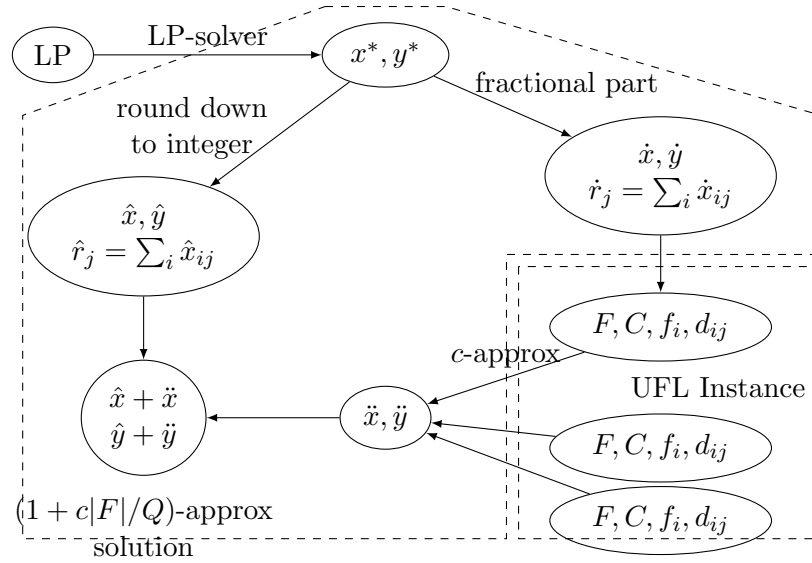 LP
LP-solver
x*, y*
fractional part
round down
to integer
ẋ, ẏ
ṙ_j = ∑_i ẋ_ij
x̂, ŷ
r̂_j = ∑_i x̂_ij
F, C, f_i, d_ij
c-approx
UFL Instance
x̂ + ẍ
ŷ + ÿ
ẍ, ÿ
F, C, f_i, d_ij
F, C, f_i, d_ij
(1 + c|F|/Q)-approx
solution